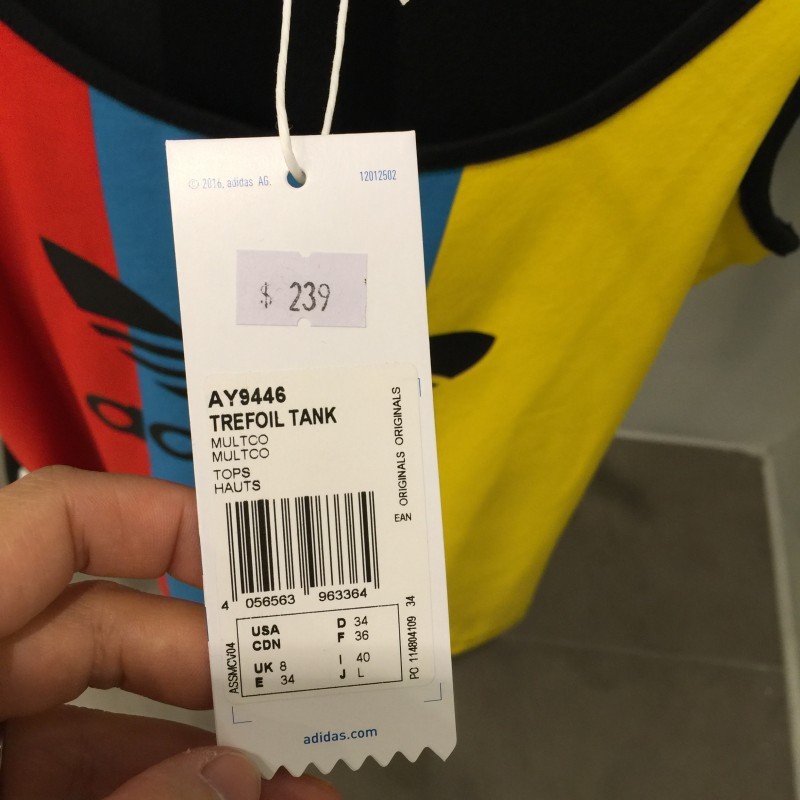 © 2016, adidas AG. 12012502
$ 239
AY9446
TREFOIL TANK
MULTCO
MULTCO
TOPS
HAUTS
ORIGINALS ORIGINALS
EAN
4 056563 963364
USA D 34
CDN F 36
UK 8 I 40
E 34 J L
ASSMCV04
PO 114804109 34
adidas.com